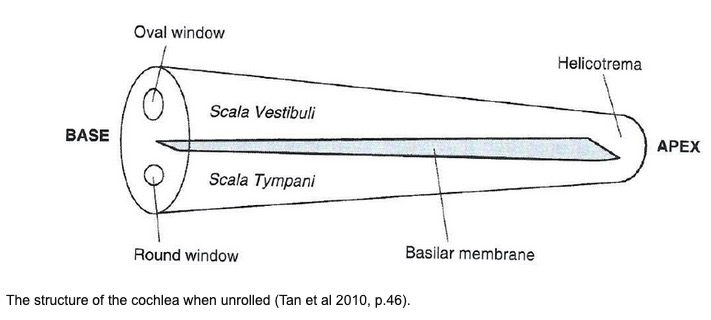 Oval window
Helicotrema
Scala Vestibuli
BASE
APEX
Scala Tympani
Round window
Basilar membrane
The structure of the cochlea when unrolled (Tan et al 2010, p.46).